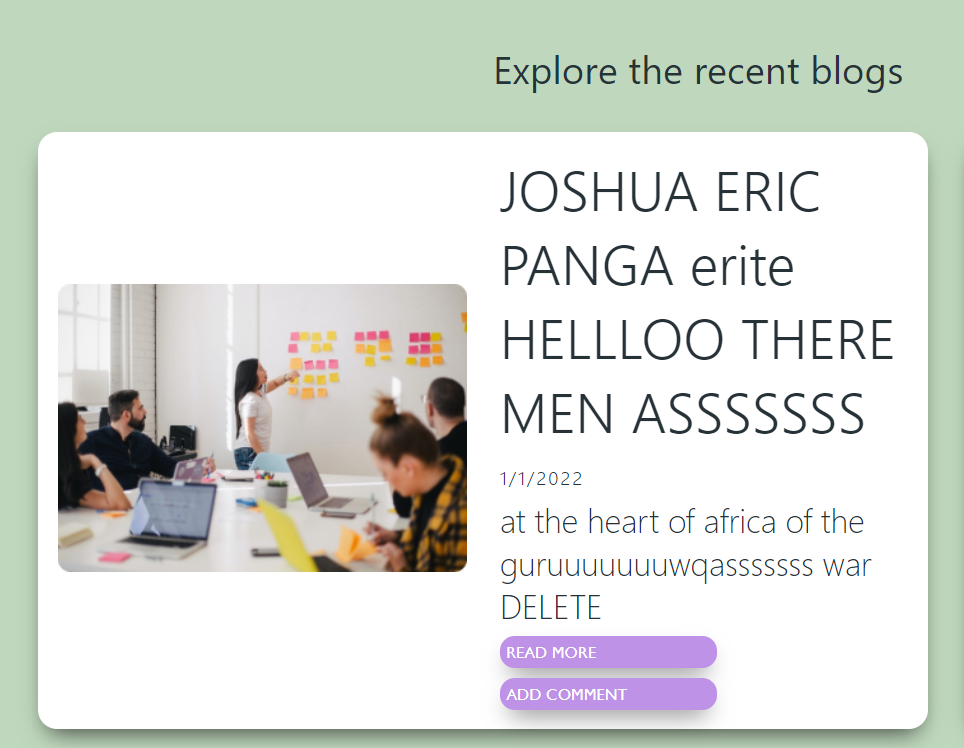 Explore the recent blogs
JOSHUA ERIC
PANGA erite
HELLLOO THERE
MEN ASSSSSSS
1/1/2022
at the heart of africa of the
guruuuuuuuwqasssssss war
DELETE
READ MORE
ADD COMMENT